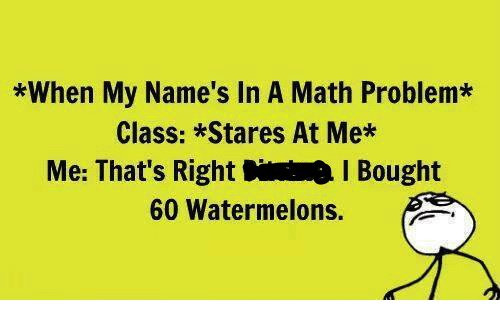 *When My Name's In A Math Problem*
Class: *Stares At Me*
Me: That's Right I Bought
60 Watermelons.